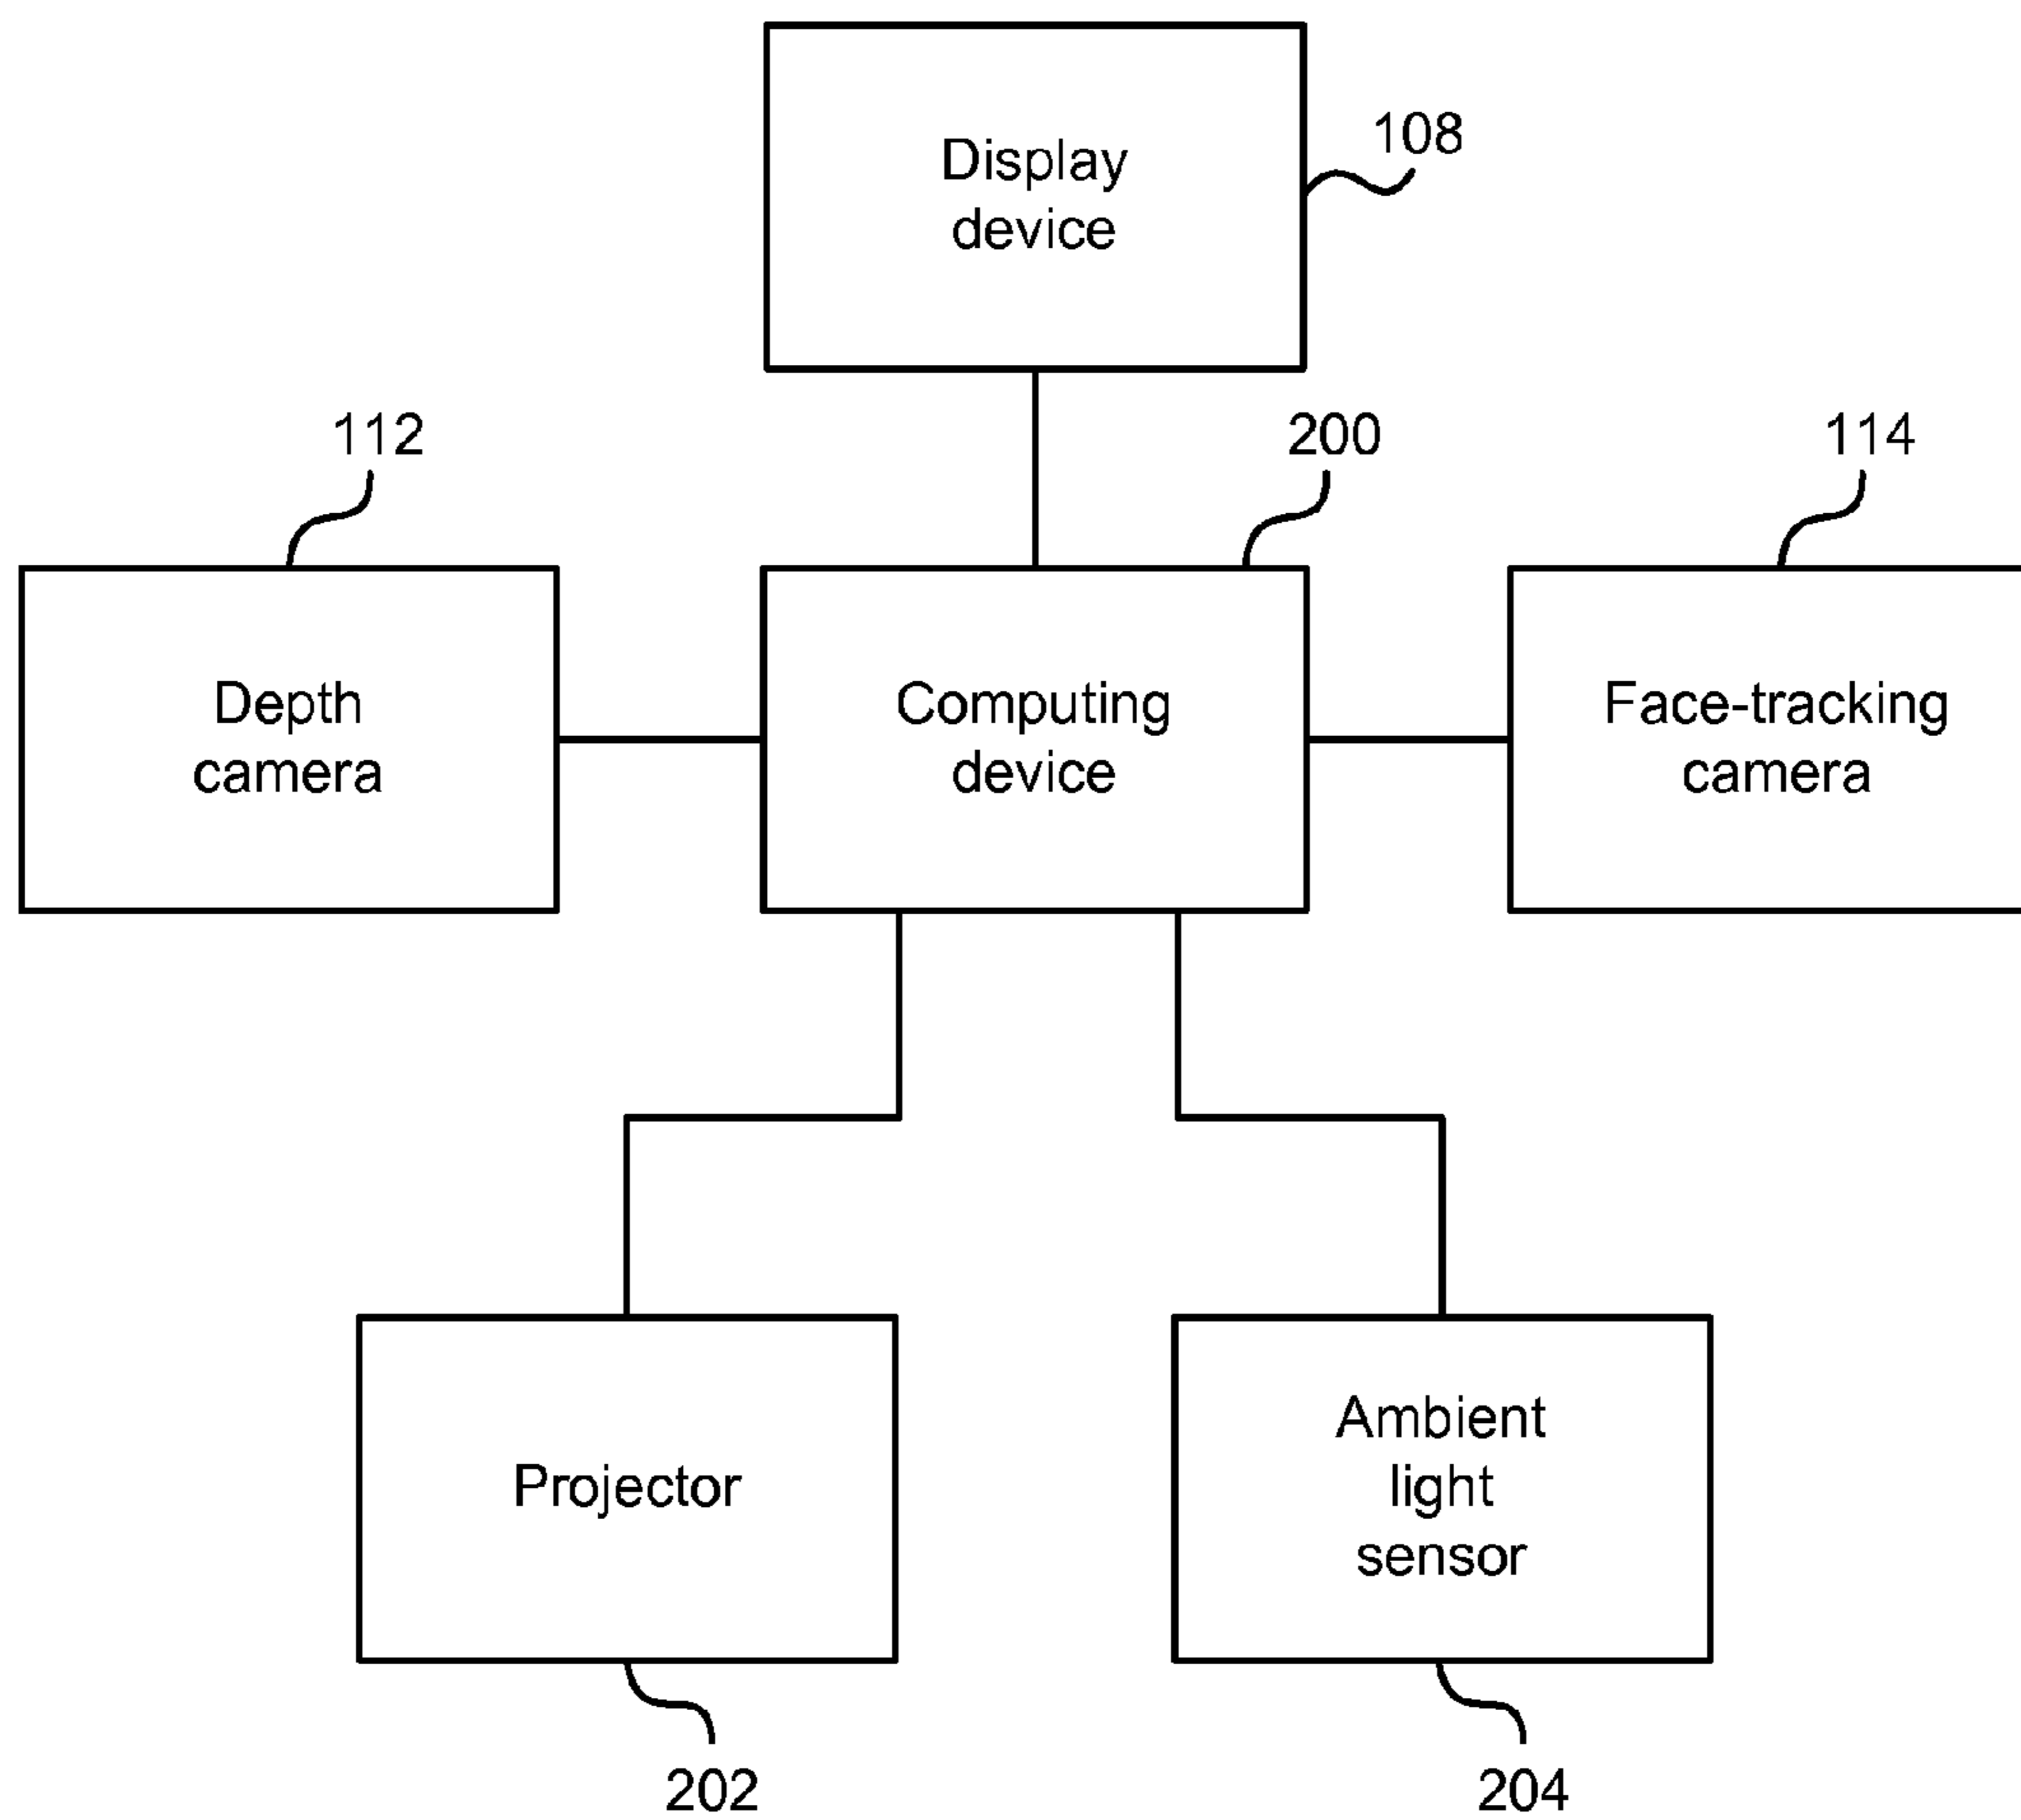 Display
device
108
112
200
114
Depth
camera
Computing
device
Face-tracking
camera
Projector
Ambient
light
sensor
202
204